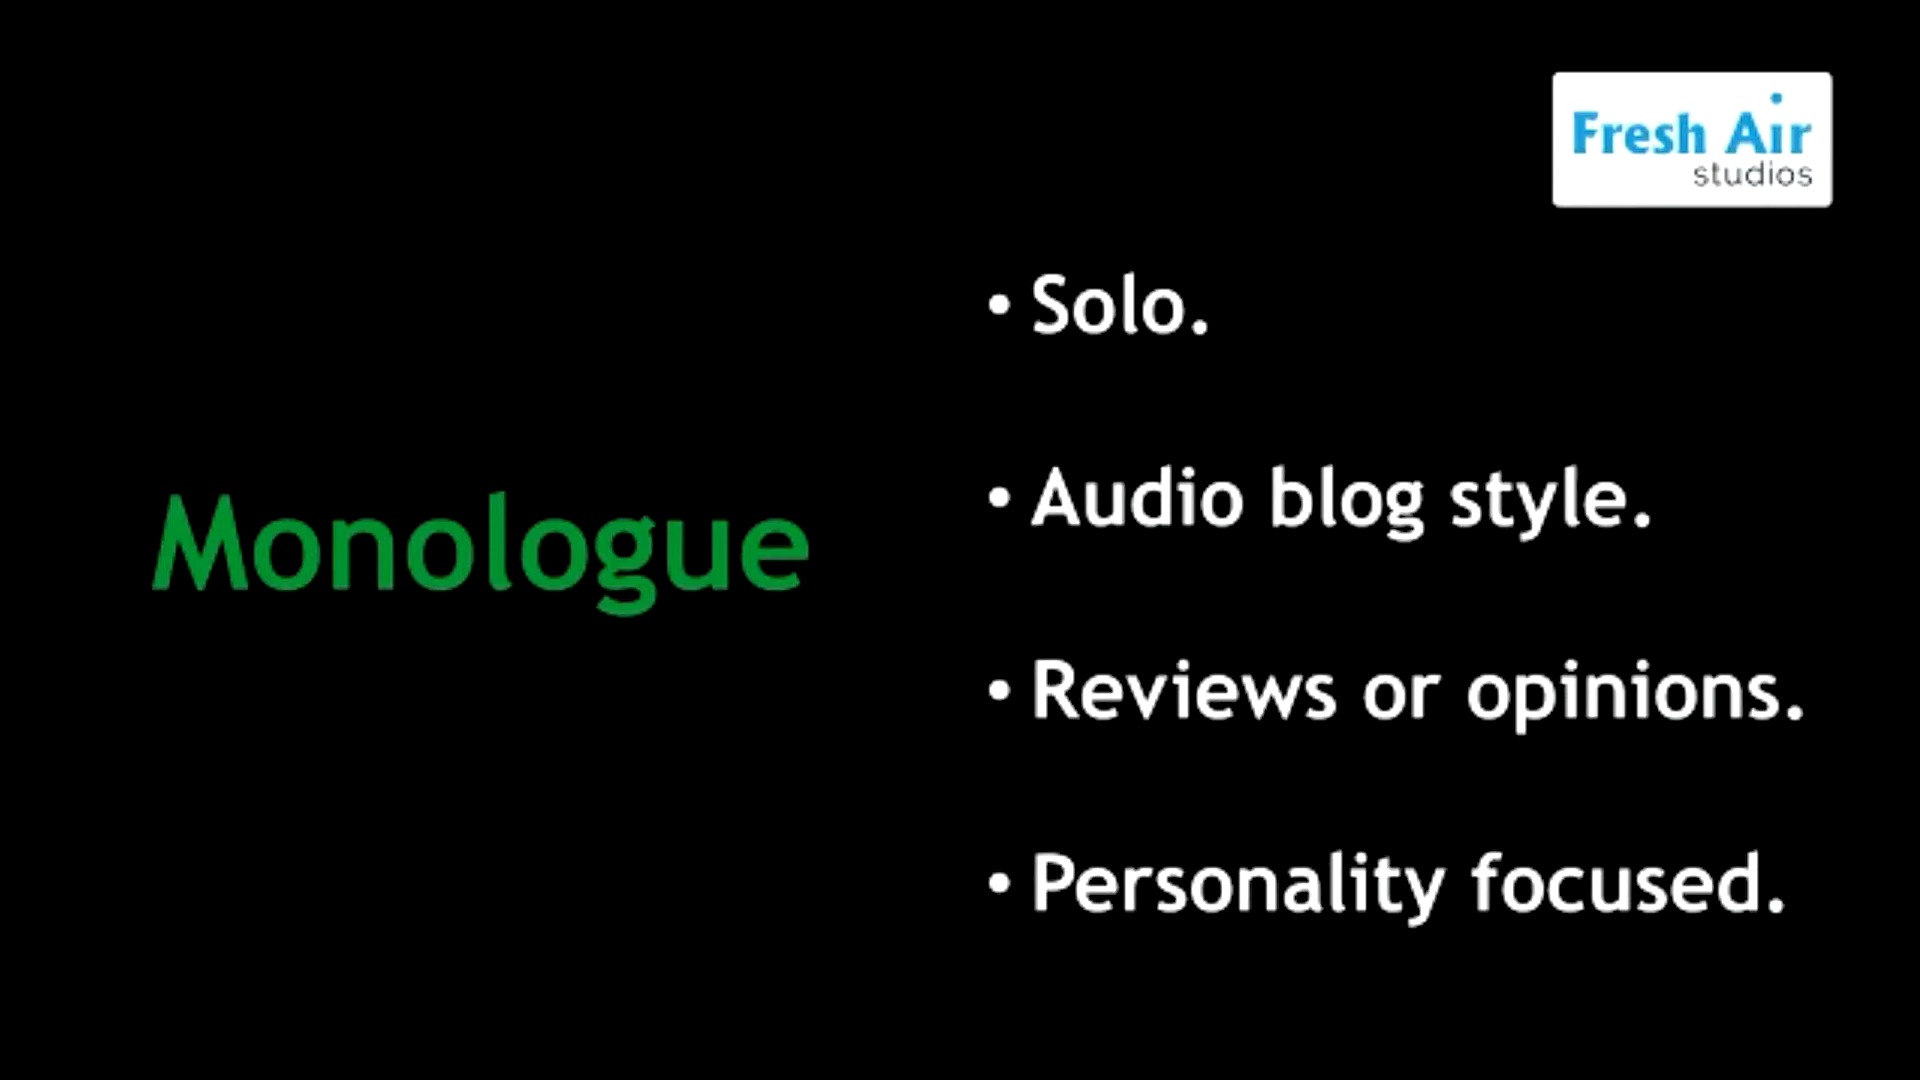 Fresh Air
studios
Monologue
• Solo.
• Audio blog style.
• Reviews or opinions.
• Personality focused.